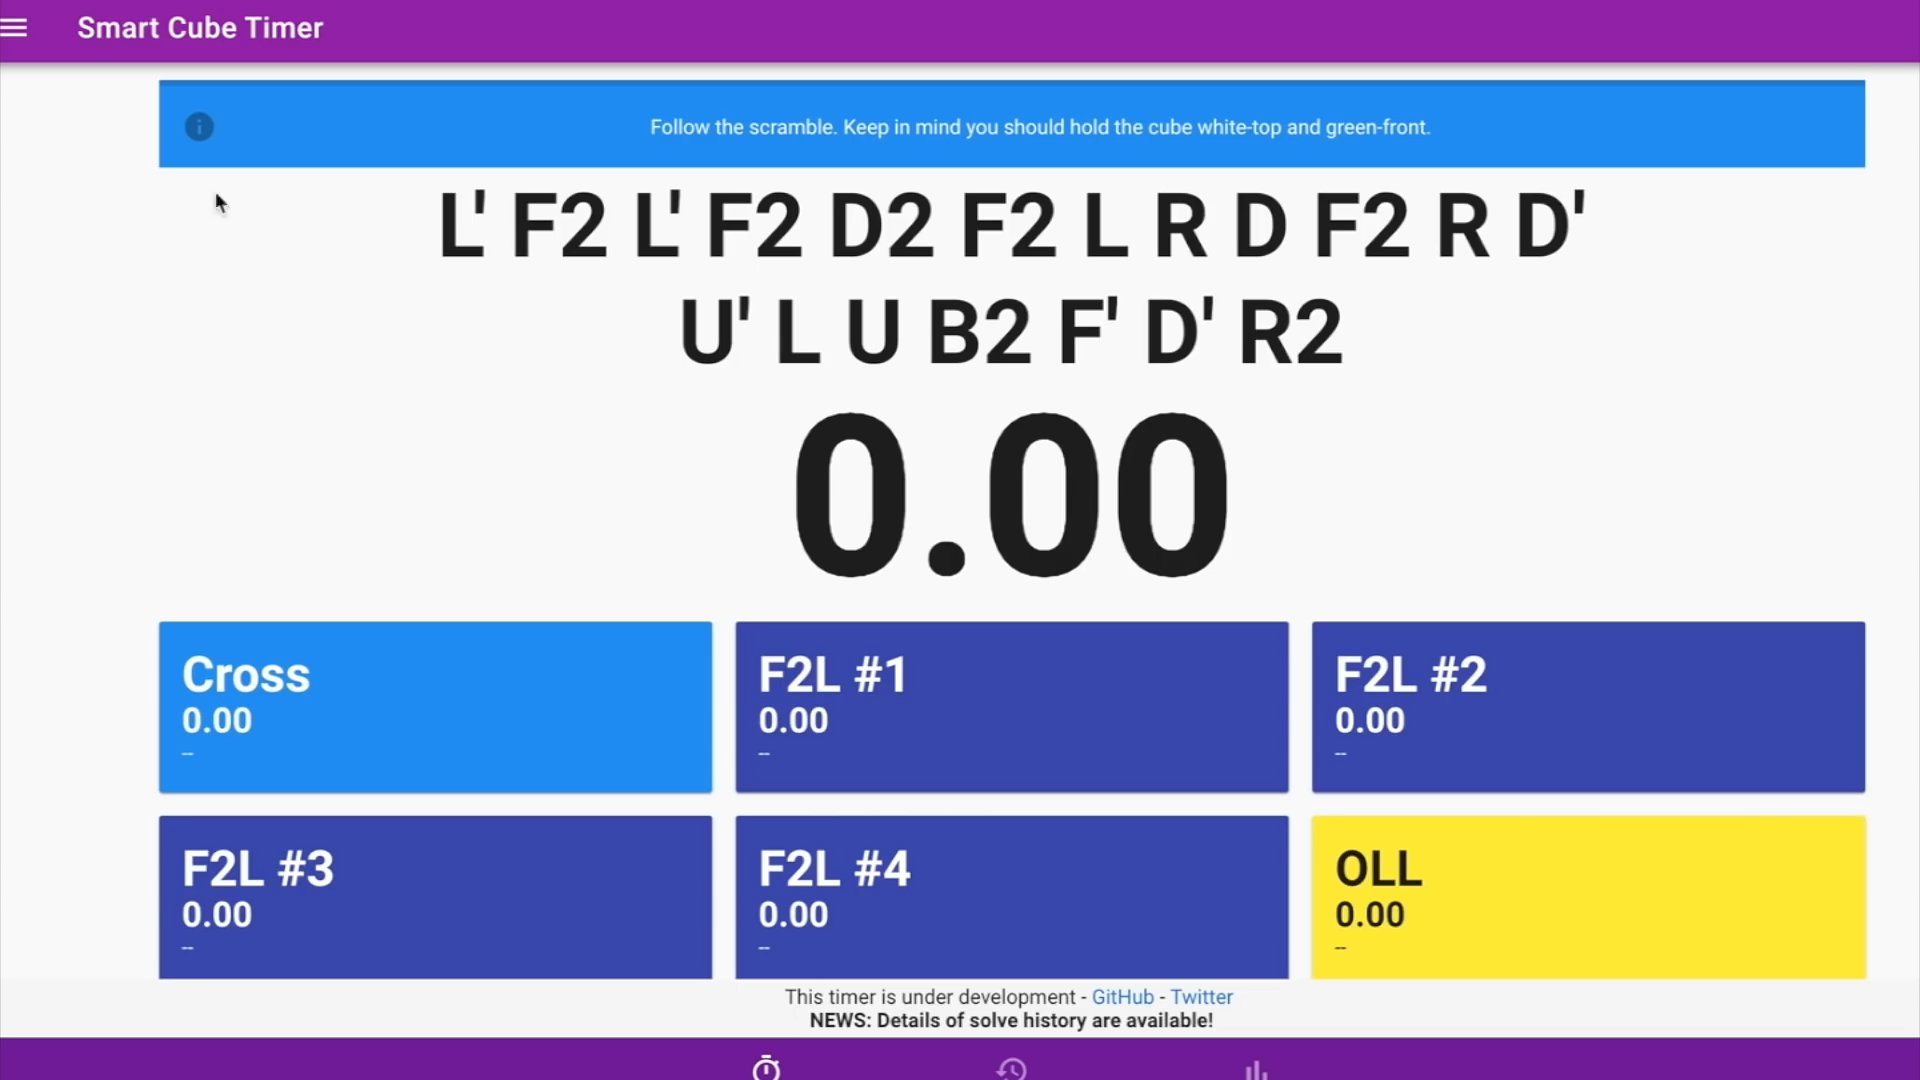 Smart Cube Timer
Follow the scramble. Keep in mind you should hold the cube white-top and green-front.
L' F2 L' F2 D2 F2 L R D F2 R D'
U' L U B2 F' D' R2
0.00
Cross
0.00
--
F2L #1
0.00
--
F2L #2
0.00
--
F2L #3
0.00
--
F2L #4
0.00
--
OLL
0.00
--
This timer is under development - GitHub - Twitter
NEWS: Details of solve history are available!